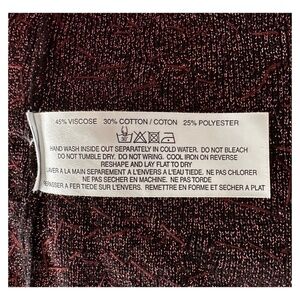 45% VISCOSE 30% COTTON / COTON 25% POLYESTER
HAND WASH INSIDE OUT SEPARATELY IN COLD WATER. DO NOT BLEACH
DO NOT TUMBLE DRY. DO NOT WRING. COOL IRON ON REVERSE
RESHAPE AND LAY FLAT TO DRY
LAVER A LA MAIN SEPAREMENT A L'ENVERS A L'EAU TIEDE. NE PAS CHLORER
NE PAS SECHER EN MACHINE. NE PAS TORDE
REPASSER A FER TIEDE SUR L'ENVERS. REMETTRE EN FORME ET SECHER A PLAT